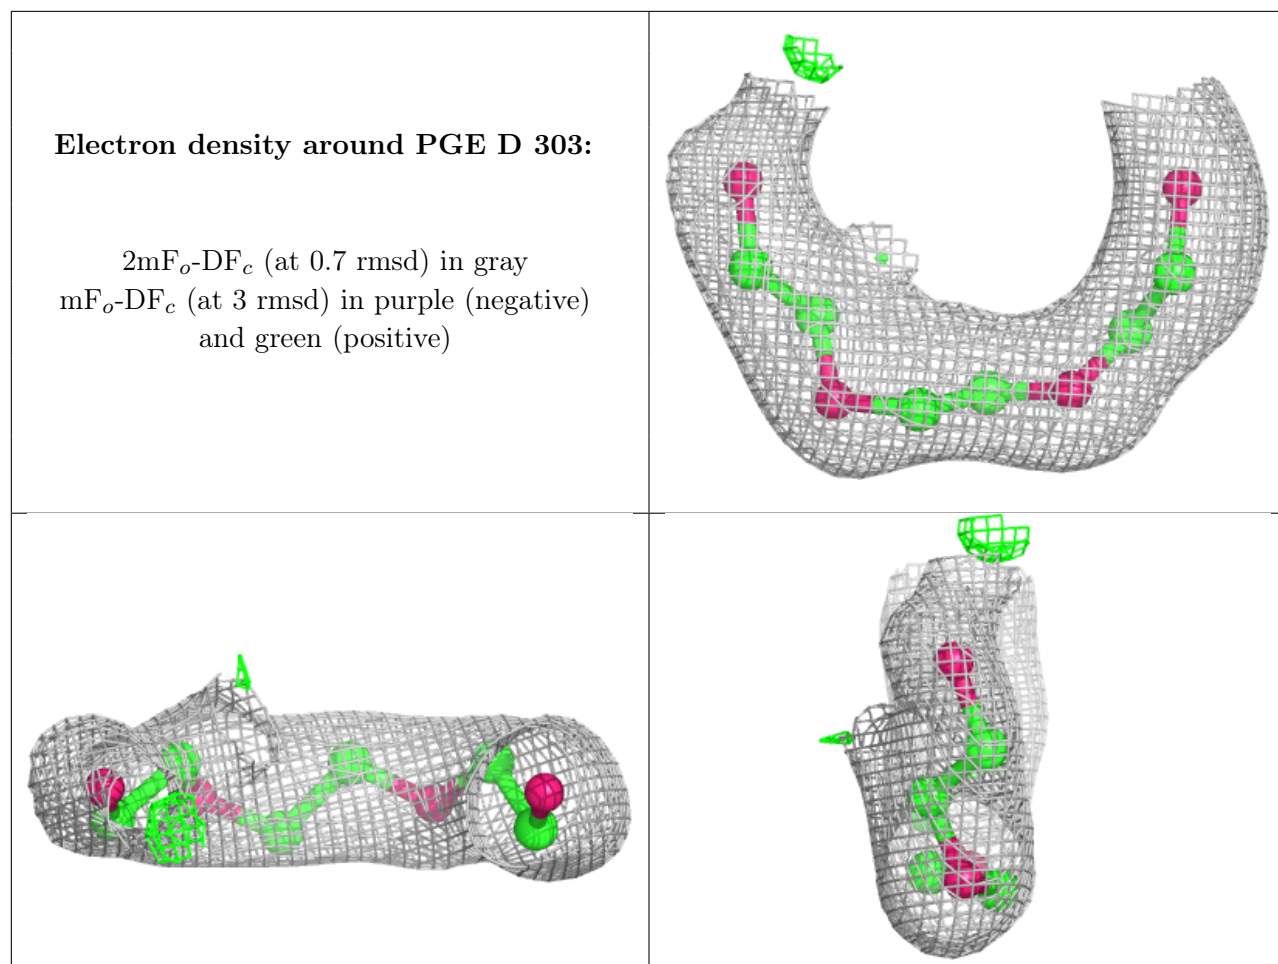 Electron density around PGE D 303:
2mFo-DFc (at 0.7 rmsd) in gray
mFo-DFc (at 3 rmsd) in purple (negative)
and green (positive)